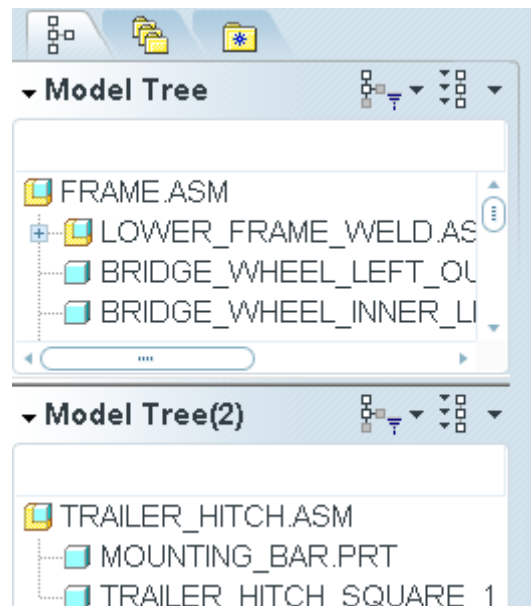 Model Tree
FRAME.ASM
LOWER_FRAME_WELD.AS
BRIDGE_WHEEL_LEFT_OU
BRIDGE_WHEEL_INNER_LI
Model Tree(2)
TRAILER_HITCH.ASM
MOUNTING_BAR.PRT
TRAILER_HITCH_SQUARE_1